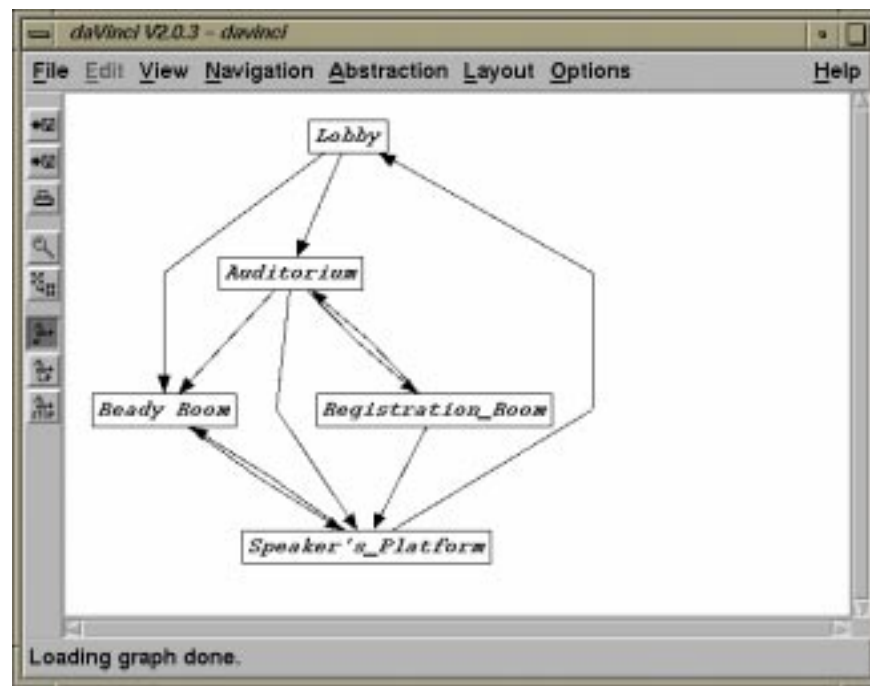 daVinci V2.0.3 - davinci
File Edit View Navigation Abstraction Layout Options Help
Lobby
Auditorium
Ready Room Registration_Room
Speaker's_Platform
Loading graph done.